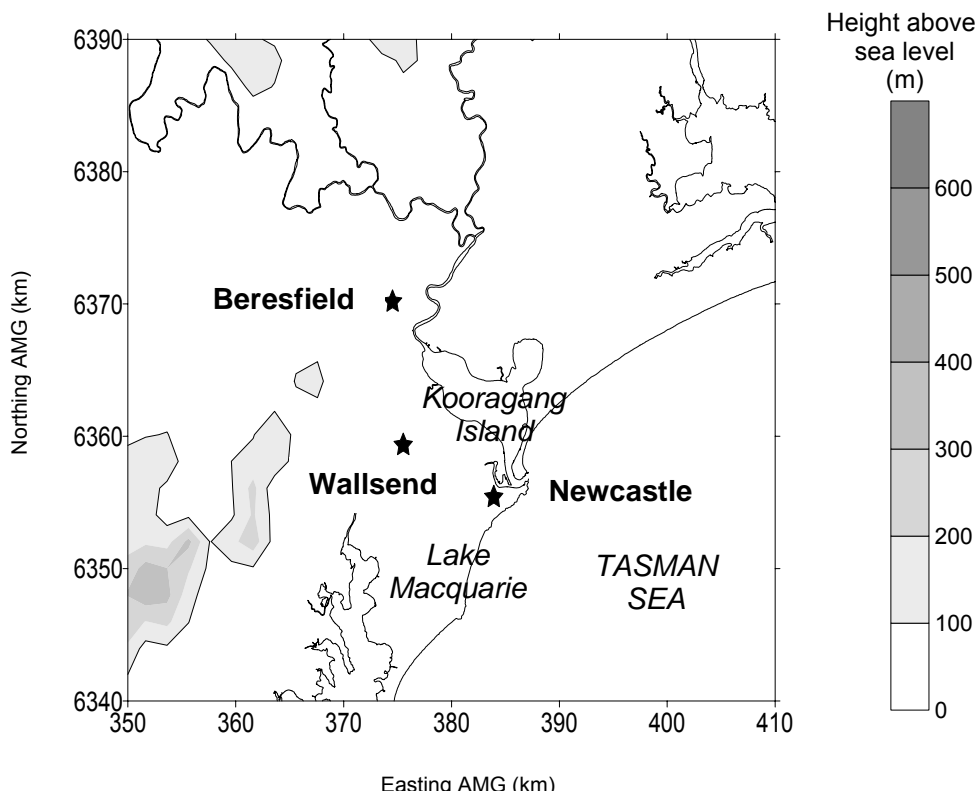 Height above
sea level
(m)
6390
6380
6370
6360
6350
6340
Northing AMG (km)
350
360
370
380
390
400
410
Easting AMG (km)
Beresfield
Kooragang
Island
Wallsend
Newcastle
Lake
Macquarie
TASMAN
SEA
600
500
400
300
200
100
0